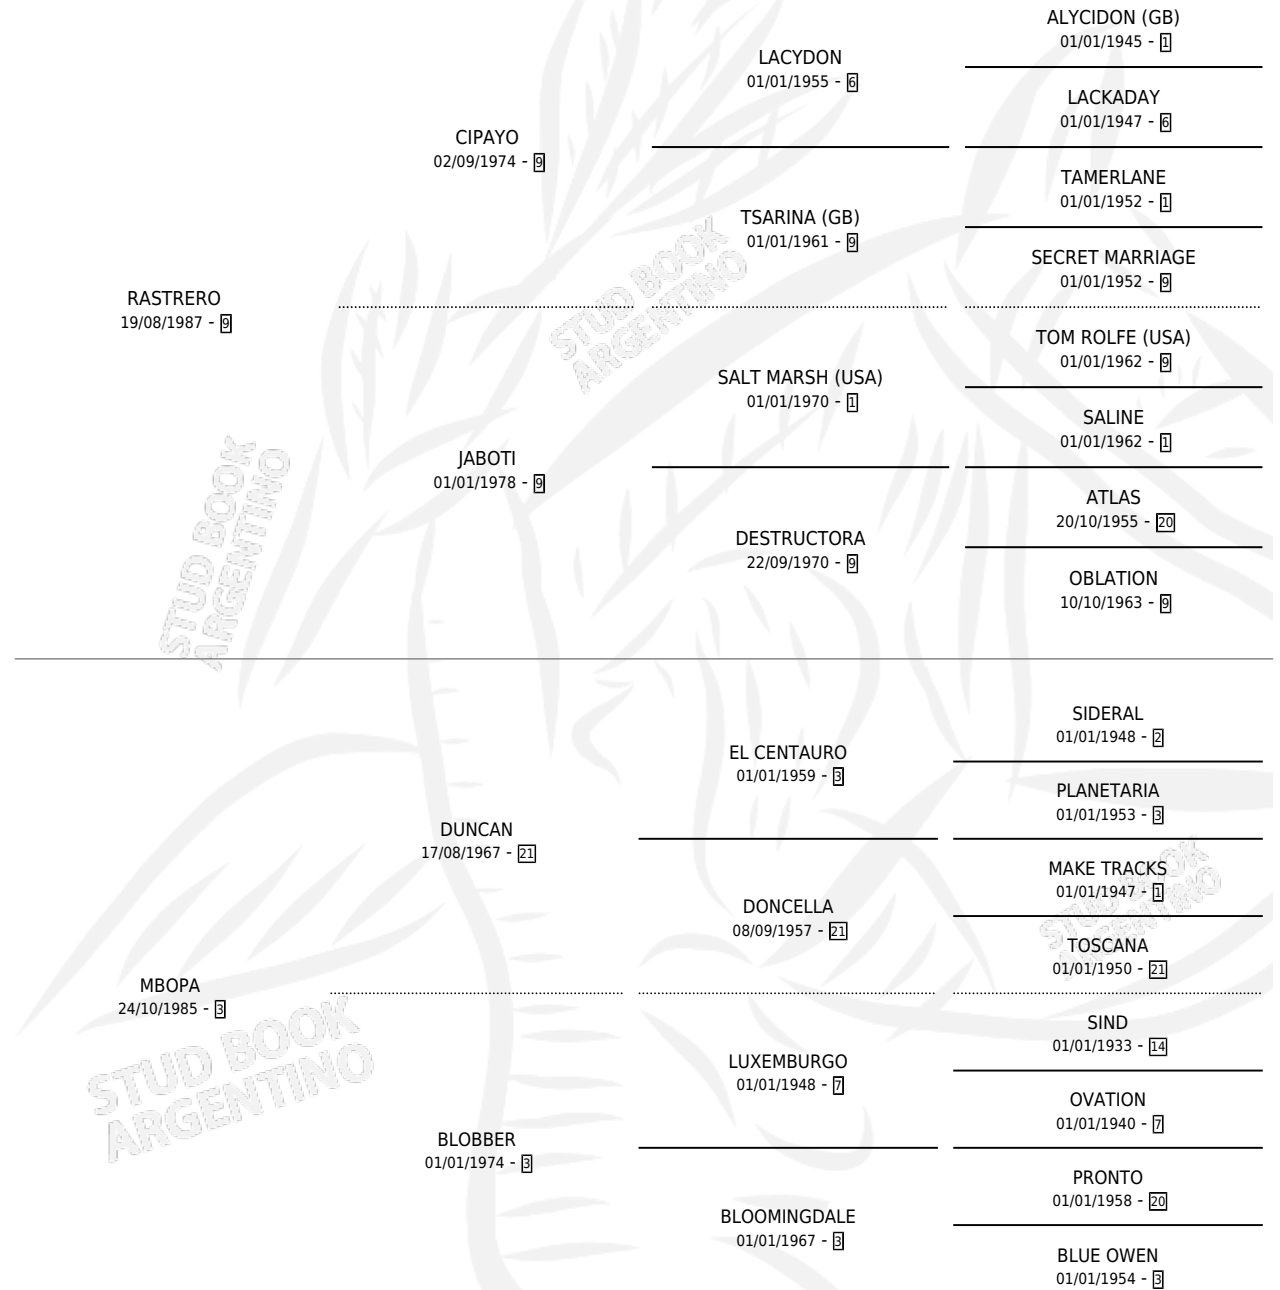 ALYCIDON (GB)
01/01/1945 - 1
LACYDON
01/01/1955 - 6
LACKADAY
01/01/1947 - 6
CIPAYO
02/09/1974 - 9
TAMERLANE
01/01/1952 - 1
TSARINA (GB)
01/01/1961 - 9
SECRET MARRIAGE
01/01/1952 - 9
RASTRERO
19/08/1987 - 9
STUD BOOK
ARGENTINO
TOM ROLFE (USA)
01/01/1962 - 9
SALT MARSH (USA)
01/01/1970 - 1
SALINE
01/01/1962 - 1
JABOTI
01/01/1978 - 9
ATLAS
20/10/1955 - 20
DESTRUCTORA
22/09/1970 - 9
OBLATION
10/10/1963 - 9
STUD BOOK
ARGENTINO
SIDERAL
01/01/1948 - 2
EL CENTAURO
01/01/1959 - 3
PLANETARIA
01/01/1953 - 3
DUNCAN
17/08/1967 - 21
MAKE TRACKS
01/01/1947 - 1
DONCELLA
08/09/1957 - 21
STUD BOOK
ARGENTINO
TOSCANA
01/01/1950 - 21
MBOPA
24/10/1985 - 3
SIND
01/01/1933 - 14
LUXEMBURGO
01/01/1948 - 7
STUD BOOK
ARGENTINO
OVATION
01/01/1940 - 7
BLOBBER
01/01/1974 - 3
PRONTO
01/01/1958 - 20
BLOOMINGDALE
01/01/1967 - 3
BLUE OWEN
01/01/1954 - 3